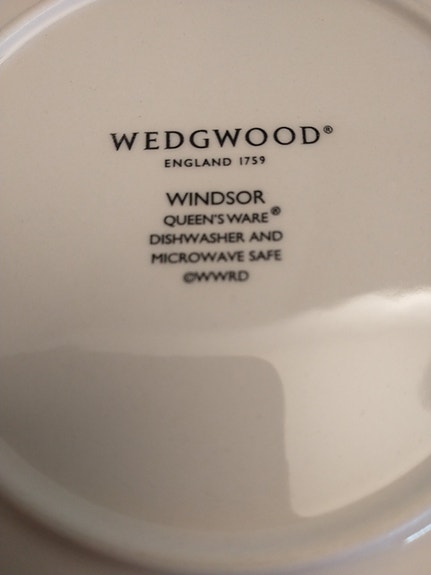 WEDGWOOD®
ENGLAND 1759
WINDSOR
QUEEN'S WARE®
DISHWASHER AND
MICROWAVE SAFE
©WWRD